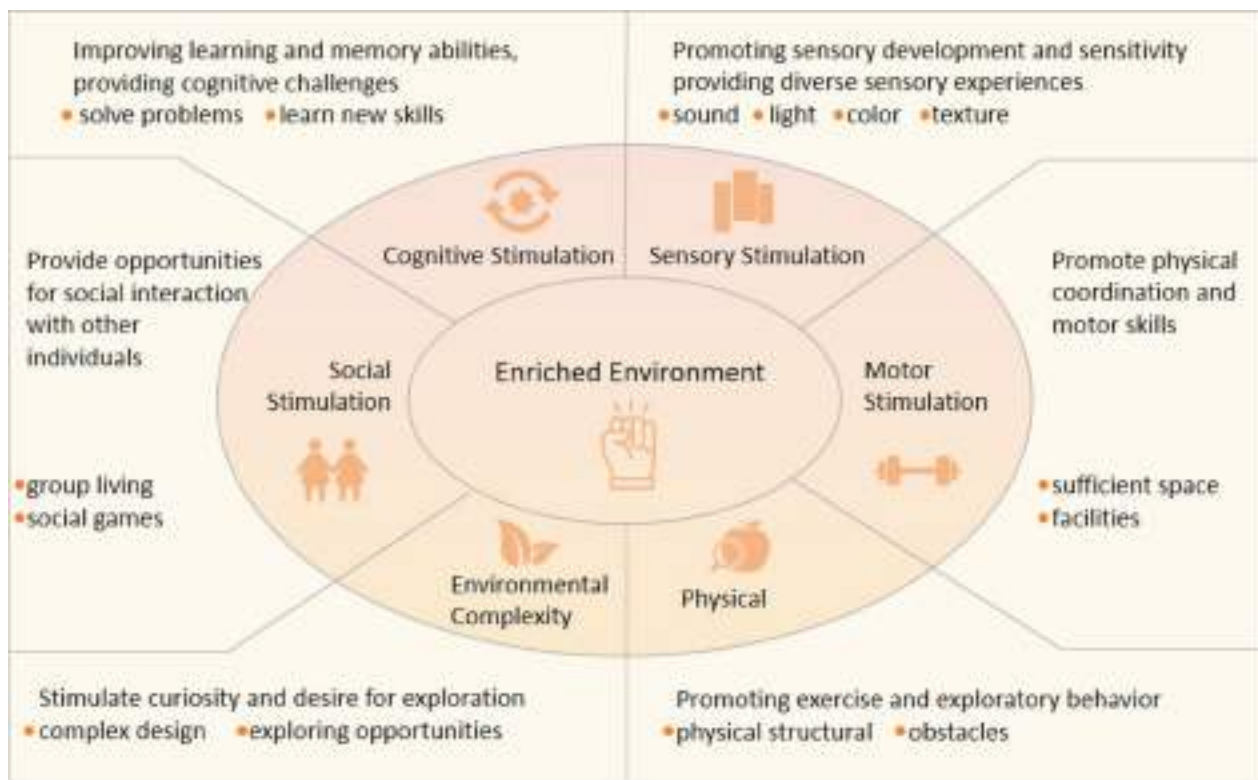 Improving learning and memory abilities,
providing cognitive challenges
• solve problems • learn new skills
Promoting sensory development and sensitivity
providing diverse sensory experiences
• sound • light • color • texture
Cognitive Stimulation
Sensory Stimulation
Provide opportunities
for social interaction
with other
individuals
• group living
• social games
Social
Stimulation
Enriched Environment
Motor
Stimulation
Promote physical
coordination and
motor skills
• sufficient space
• facilities
Environmental
Complexity
Physical
Stimulate curiosity and desire for exploration
• complex design • exploring opportunities
Promoting exercise and exploratory behavior
• physical structural • obstacles